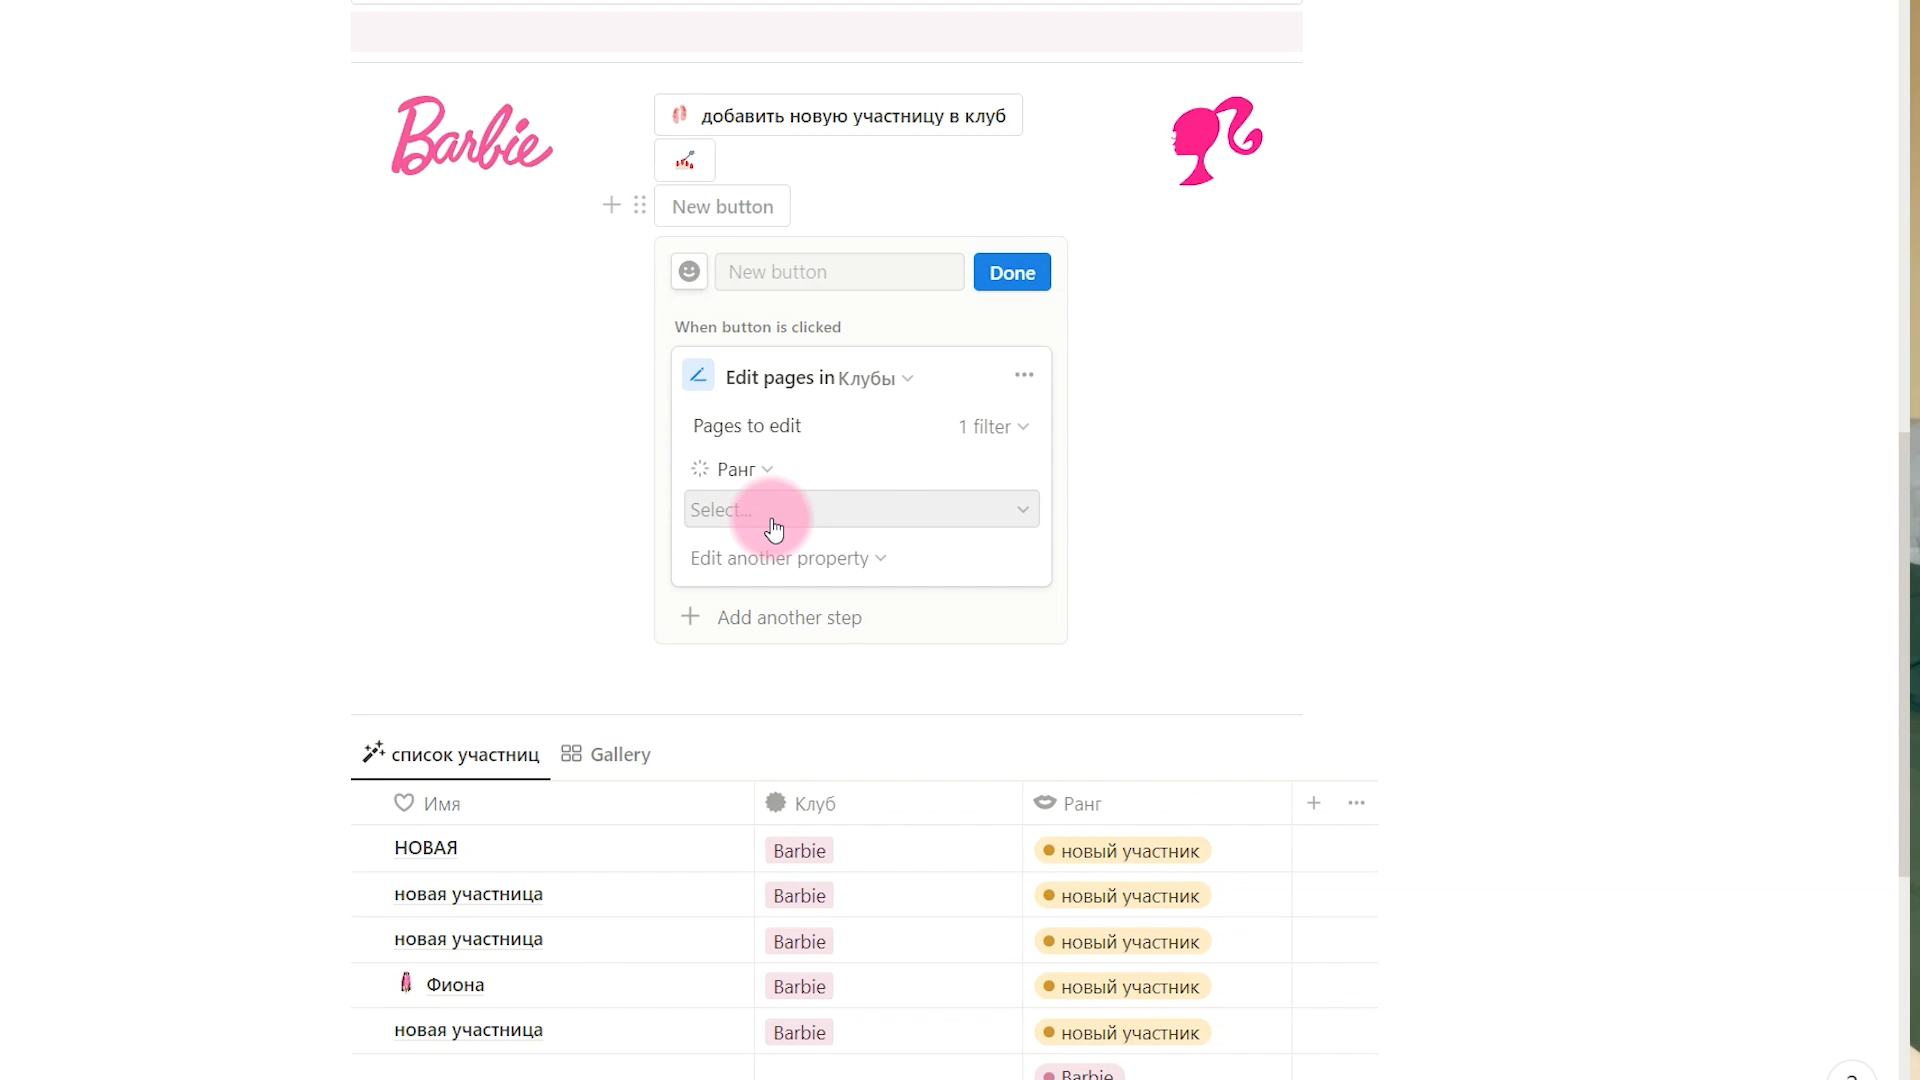 Barbie
добавить новую участницу в клуб
New button
New button
Done
When button is clicked
Edit pages in Клубы
Pages to edit
1 filter
Ранг
Select...
Edit another property
Add another step
список участниц
Gallery
Имя
Клуб
Ранг
НОВАЯ
Barbie
новый участник
новая участница
Barbie
новый участник
новая участница
Barbie
новый участник
Фиона
Barbie
новый участник
новая участница
Barbie
новый участник
Barbie